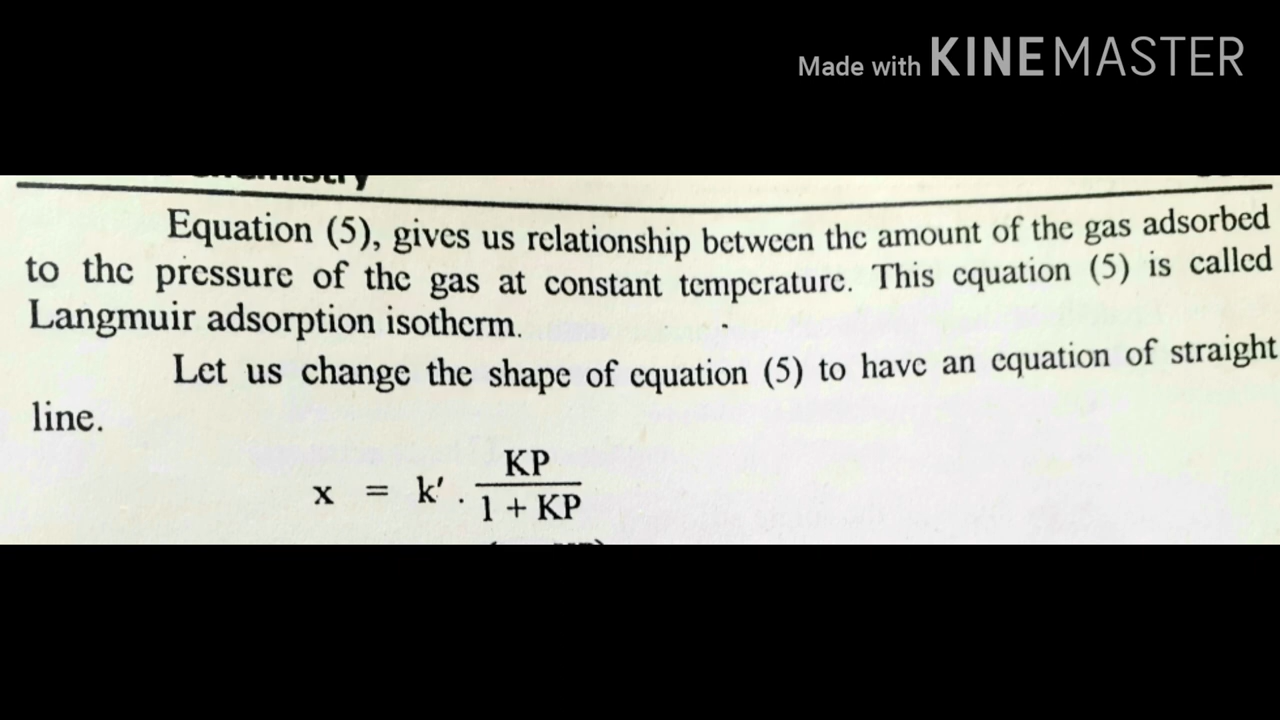 Made with KINEMASTER
Equation (5), gives us relationship between the amount of the gas adsorbed
to the pressure of the gas at constant temperature. This equation (5) is called
Langmuir adsorption isotherm.
Let us change the shape of equation (5) to have an equation of straight
line.
x = k' . KP / 1 + KP